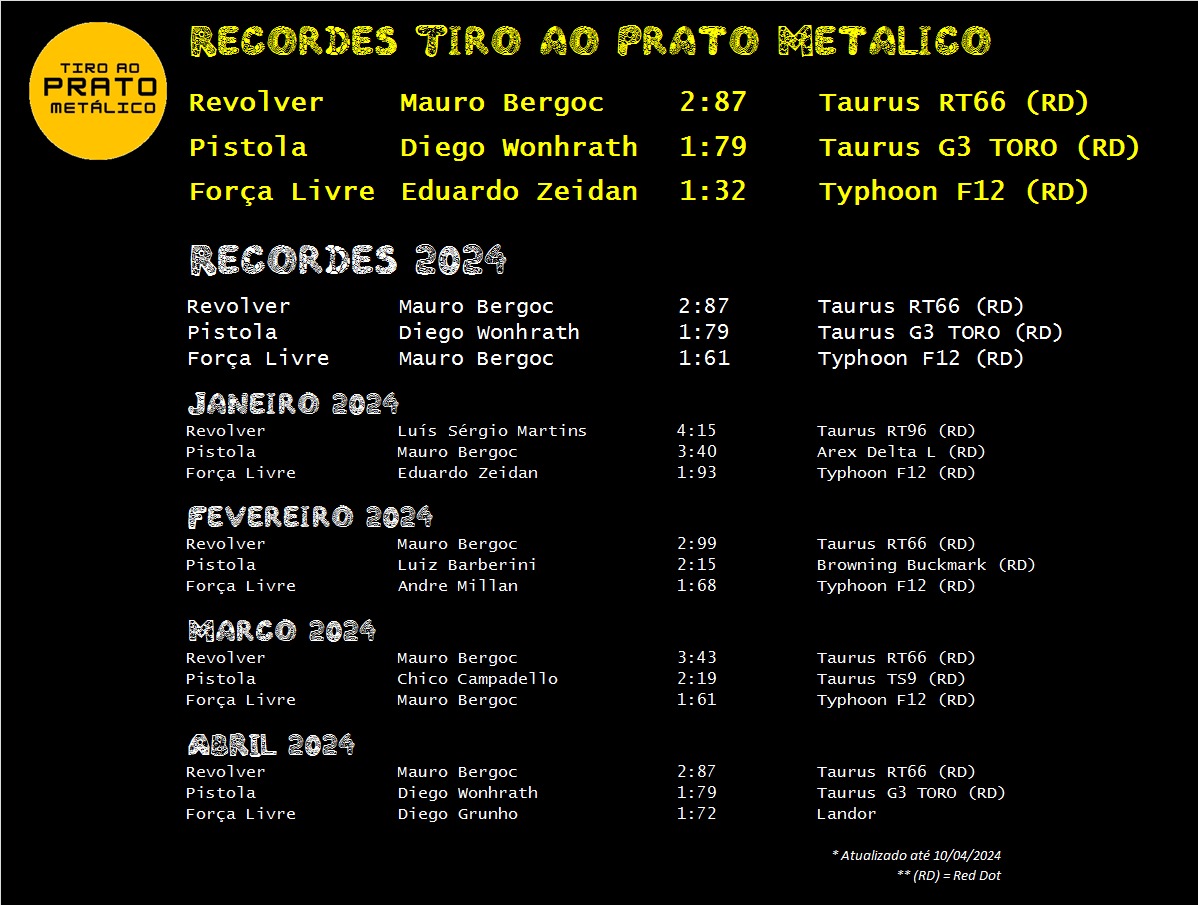 TIRO AO
PRATO
METÁLICO
Recordes Tiro ao Prato Metalico
Revolver Mauro Bergoc 2:87 Taurus RT66 (RD)
Pistola Diego Wonhrath 1:79 Taurus G3 TORO (RD)
Força Livre Eduardo Zeidan 1:32 Typhoon F12 (RD)
Recordes 2024
Revolver Mauro Bergoc 2:87 Taurus RT66 (RD)
Pistola Diego Wonhrath 1:79 Taurus G3 TORO (RD)
Força Livre Mauro Bergoc 1:61 Typhoon F12 (RD)
Janeiro 2024
Revolver Luís Sérgio Martins 4:15 Taurus RT96 (RD)
Pistola Mauro Bergoc 3:40 Arex Delta L (RD)
Força Livre Eduardo Zeidan 1:93 Typhoon F12 (RD)
Fevereiro 2024
Revolver Mauro Bergoc 2:99 Taurus RT66 (RD)
Pistola Luiz Barberini 2:15 Browning Buckmark (RD)
Força Livre Andre Millan 1:68 Typhoon F12 (RD)
Marco 2024
Revolver Mauro Bergoc 3:43 Taurus RT66 (RD)
Pistola Chico Campadello 2:19 Taurus TS9 (RD)
Força Livre Mauro Bergoc 1:61 Typhoon F12 (RD)
Abril 2024
Revolver Mauro Bergoc 2:87 Taurus RT66 (RD)
Pistola Diego Wonhrath 1:79 Taurus G3 TORO (RD)
Força Livre Diego Grunho 1:72 Landor
* Atualizado até 10/04/2024
** (RD) = Red Dot